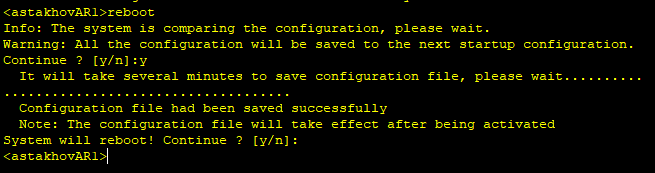 <astakhovAR1>reboot
Info: The system is comparing the configuration, please wait.
Warning: All the configuration will be saved to the next startup configuration.
Continue ? [y/n]:y
  It will take several minutes to save configuration file, please wait..........
..................................
  Configuration file had been saved successfully
  Note: The configuration file will take effect after being activated
System will reboot! Continue ? [y/n]:
<astakhovAR1>